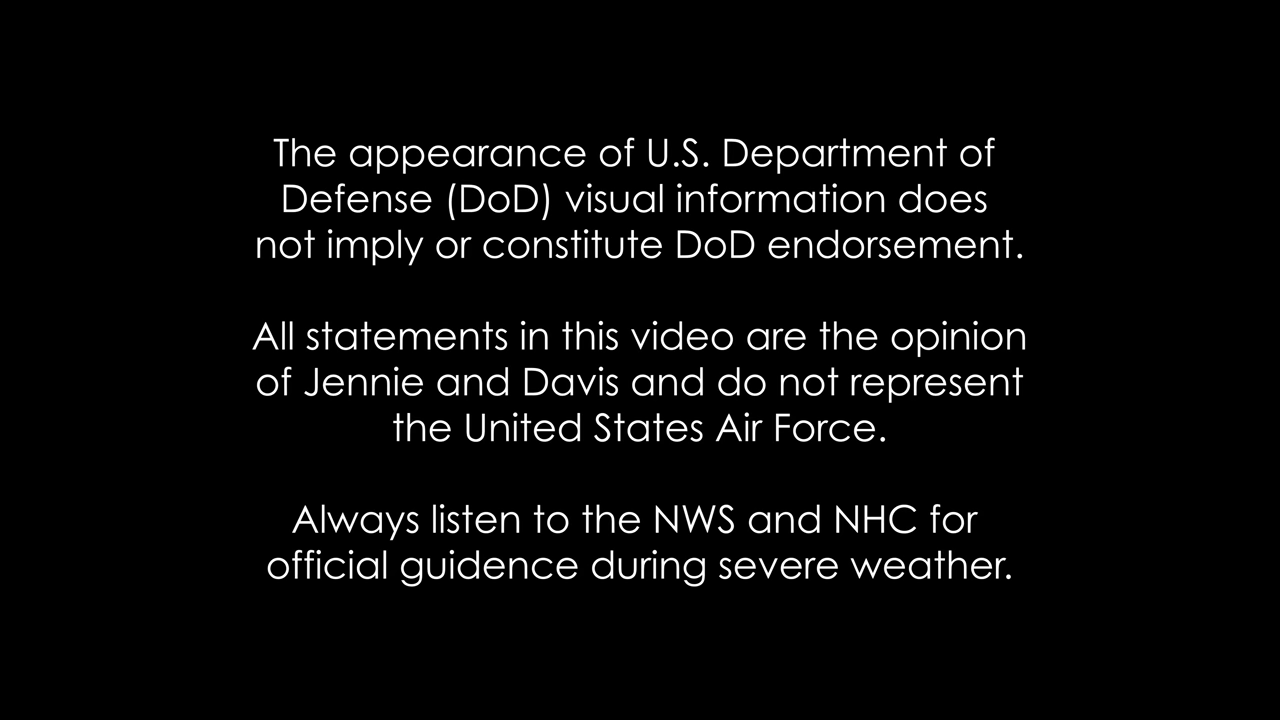 The appearance of U.S. Department of
Defense (DoD) visual information does
not imply or constitute DoD endorsement.
All statements in this video are the opinion
of Jennie and Davis and do not represent
the United States Air Force.
Always listen to the NWS and NHC for
official guidence during severe weather.